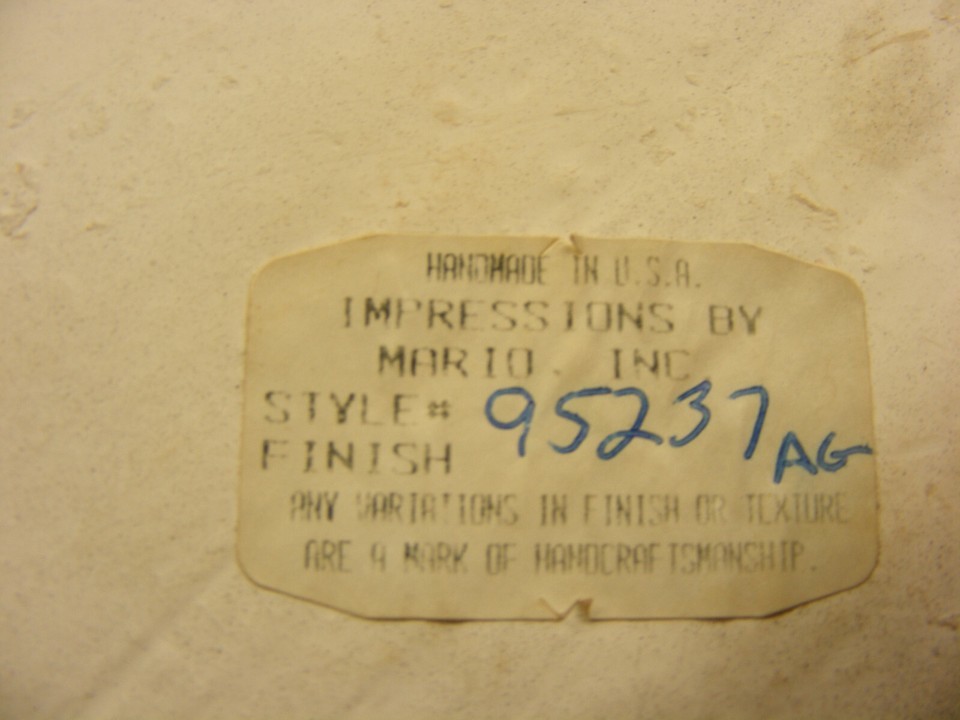 HANDMADE IN U.S.A.
IMPRESSIONS BY
MARIO. INC
STYLE# 95237 AG
FINISH
ANY VARIATIONS IN FINISH OR TEXTURE
ARE A MARK OF HANDCRAFTSMANSHIP.